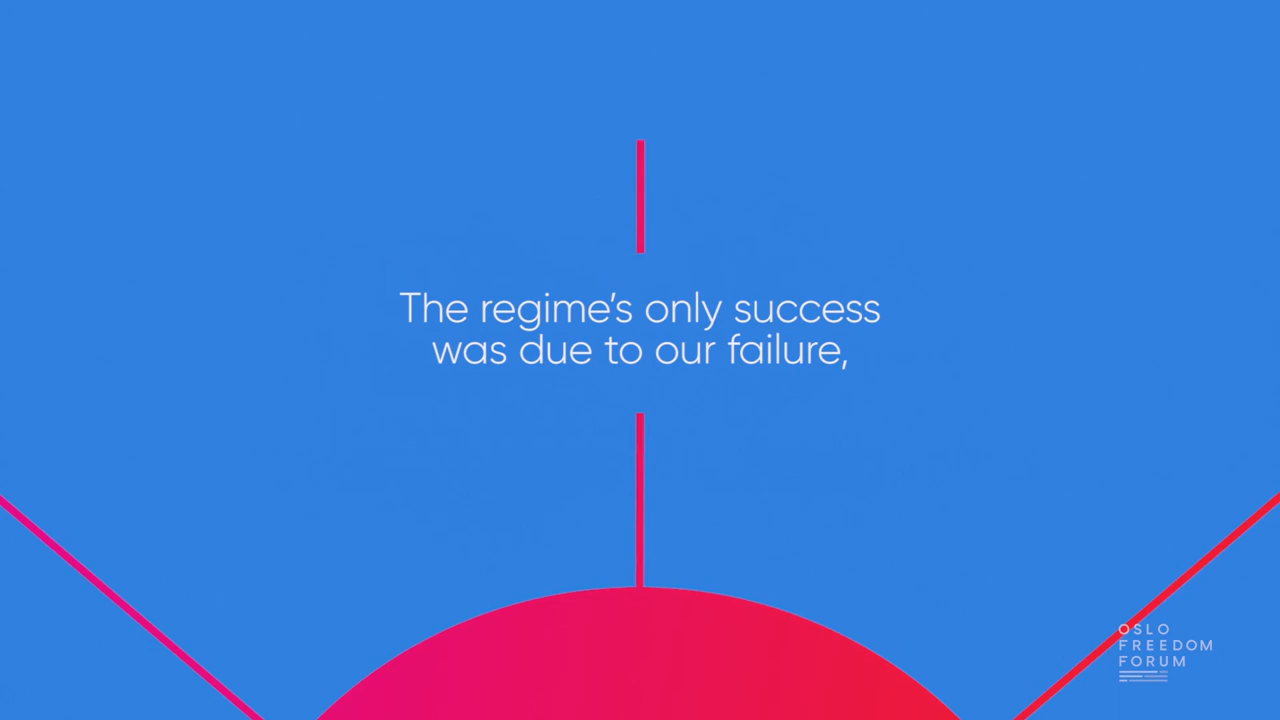 The regime's only success
was due to our failure,
OSLO
FREEDOM
FORUM